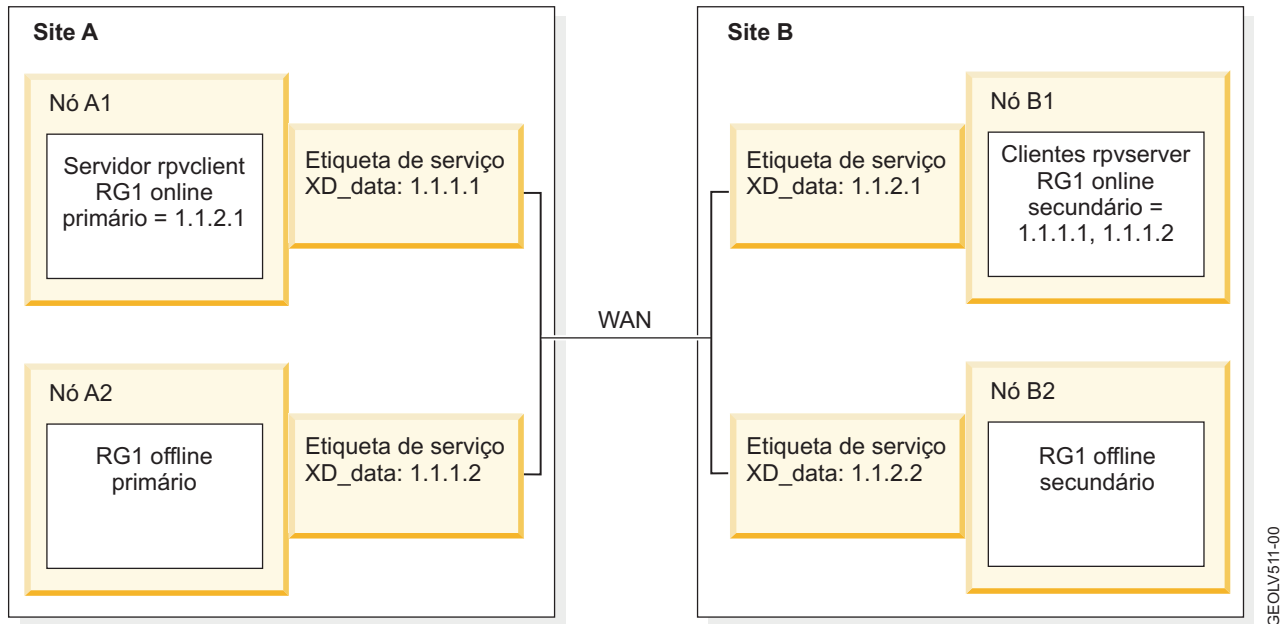 Site A
Nó A1
Servidor rpvclient
RG1 online
primário = 1.1.2.1
Etiqueta de serviço
XD_data: 1.1.1.1
Nó A2
RG1 offline
primário
Etiqueta de serviço
XD_data: 1.1.1.2
WAN
Site B
Etiqueta de serviço
XD_data: 1.1.2.1
Nó B1
Clientes rpvserver
RG1 online
secundário =
1.1.1.1, 1.1.1.2
Etiqueta de serviço
XD_data: 1.1.2.2
Nó B2
RG1 offline
secundário
GEOLV511-00